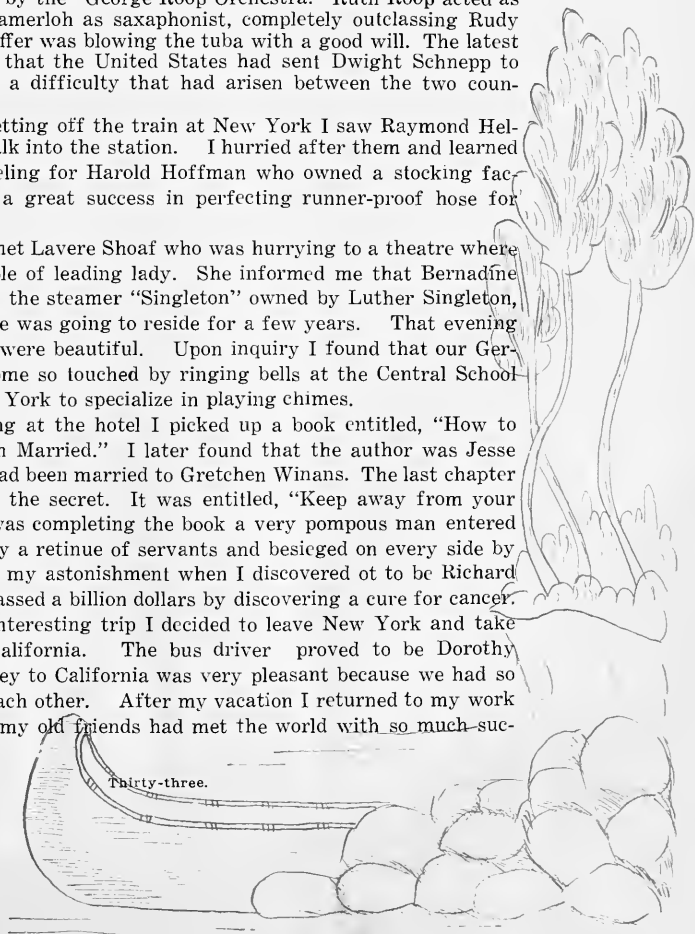 by the "George Roop Orchestra. Ruth Roop acted as
amerloh as saxaphonist, completely outclassing Rudy
ffer was blowing the tuba with a good will. The latest
that the United States had sent Dwight Schnepp to
a difficulty that had arisen between the two coun-
etting off the train at New York I saw Raymond Hel-
alk into the station. I hurried after them and learned
eling for Harold Hoffman who owned a stocking fac-
a great success in perfecting runner-proof hose for
net Lavere Shoaf who was hurrying to a theatre where
le of leading lady. She informed me that Bernadine
the steamer "Singleton" owned by Luther Singleton,
e was going to reside for a few years. That evening
were beautiful. Upon inquiry I found that our Ger-
ome so touched by ringing bells at the Central School
York to specialize in playing chimes.
ng at the hotel I picked up a book entitled, "How to
n Married." I later found that the author was Jesse
ad been married to Gretchen Winans. The last chapter
the secret. It was entitled, "Keep away from your
was completing the book a very pompous man entered
y a retinue of servants and besieged on every side by
my astonishment when I discovered ot to be Richard
assed a billion dollars by discovering a cure for cancer.
nteresting trip I decided to leave New York and take
alifornia. The bus driver proved to be Dorothy
ey to California was very pleasant because we had so
ach other. After my vacation I returned to my work
my old friends had met the world with so much suc-
Thirty-three.